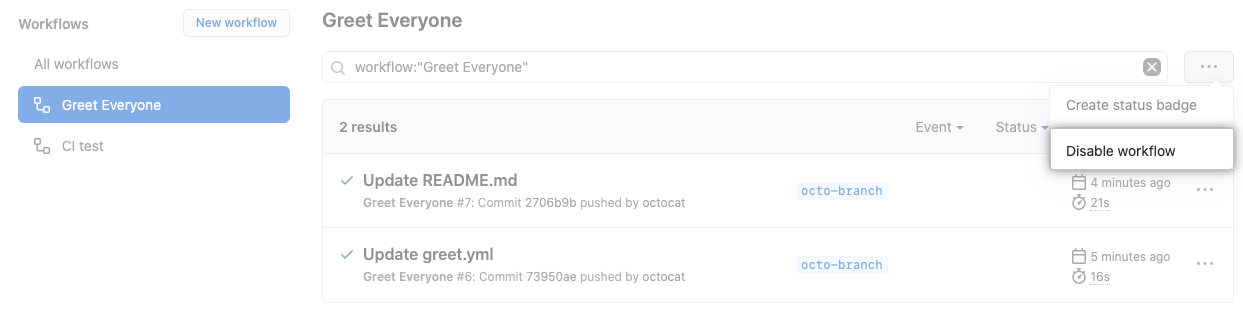 Workflows
New workflow
All workflows
Greet Everyone
CI test
Greet Everyone
workflow:"Greet Everyone"
Create status badge
Disable workflow
2 results
Event
Status
Update README.md
Greet Everyone #7: Commit 2706b9b pushed by octocat
octo-branch
4 minutes ago
21s
Update greet.yml
Greet Everyone #6: Commit 73950ae pushed by octocat
octo-branch
5 minutes ago
16s